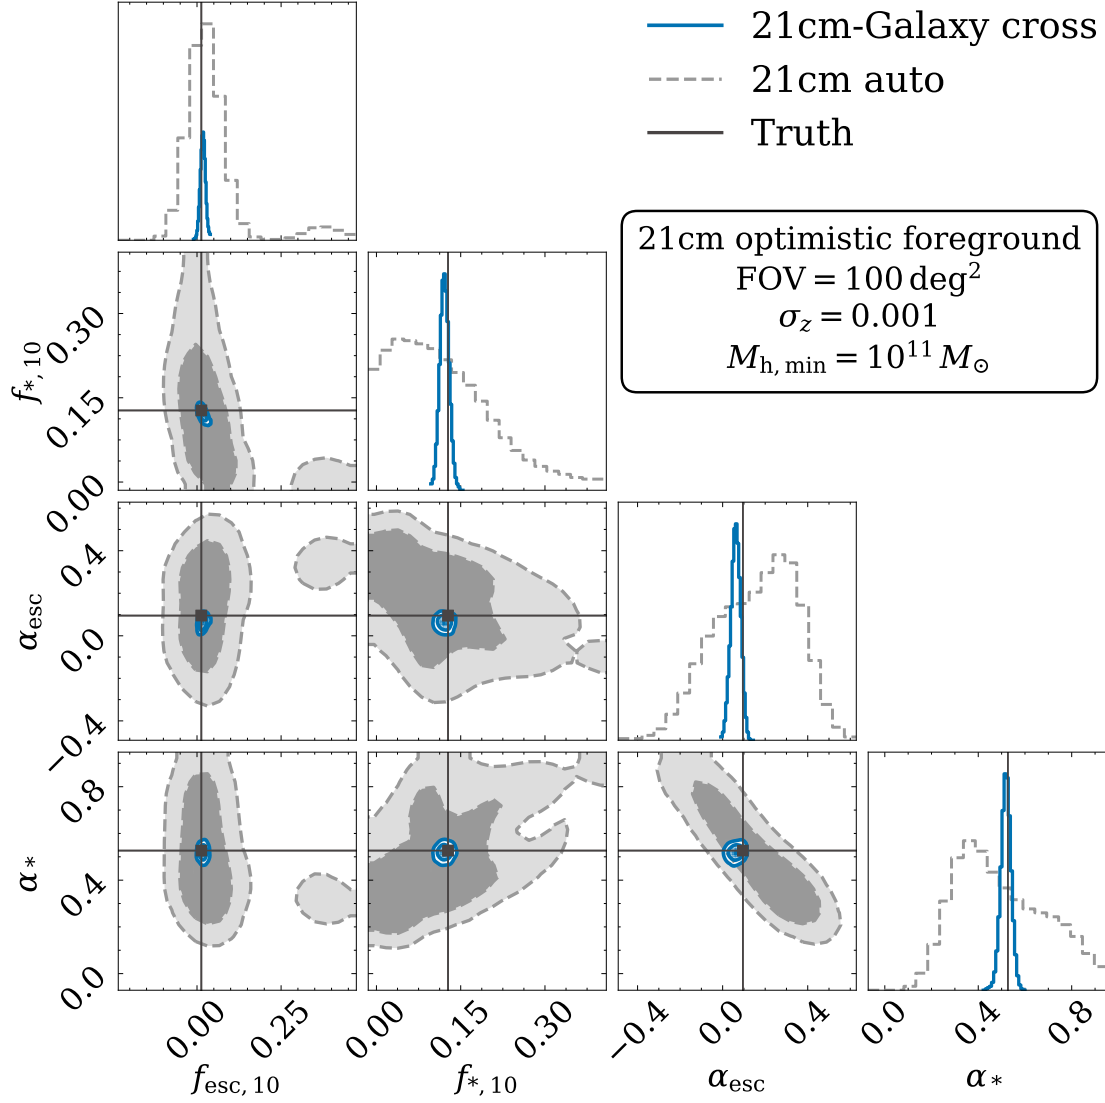 21cm-Galaxy cross
21cm auto
Truth
21cm optimistic foreground
FOV = 100 deg²
σ_z = 0.001
M_{h, min} = 10¹¹ M_⊙
f_{*, 10}
0.30
0.15
0.00
α_esc
0.4
0.0
−0.4
α_*
0.8
0.4
0.0
0.00 0.25
0.00 0.15 0.30
−0.4 0.0 0.4
0.0 0.4 0.8
f_{esc, 10}
f_{*, 10}
α_esc
α_*